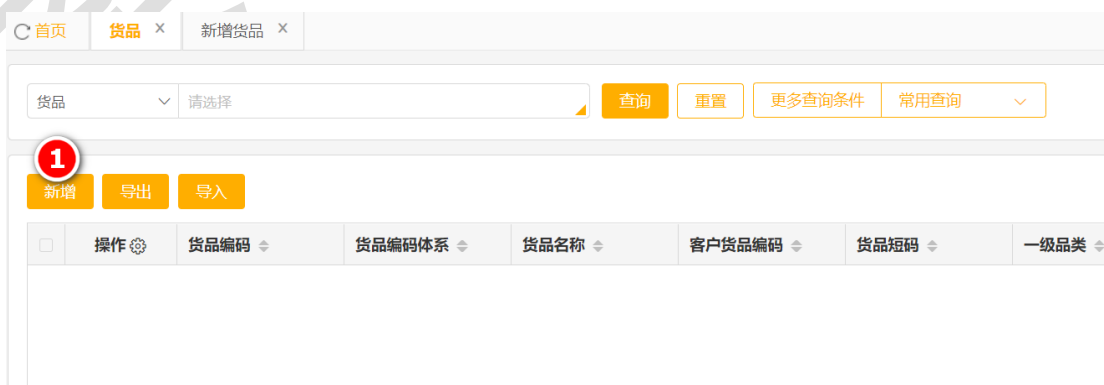 首页 货品 X 新增货品 X
货品 请选择 查询 重置 更多查询条件 常用查询
1
新增 导出 导入
操作 货品编码 货品编码体系 货品名称 客户货品编码 货品短码 一级品类